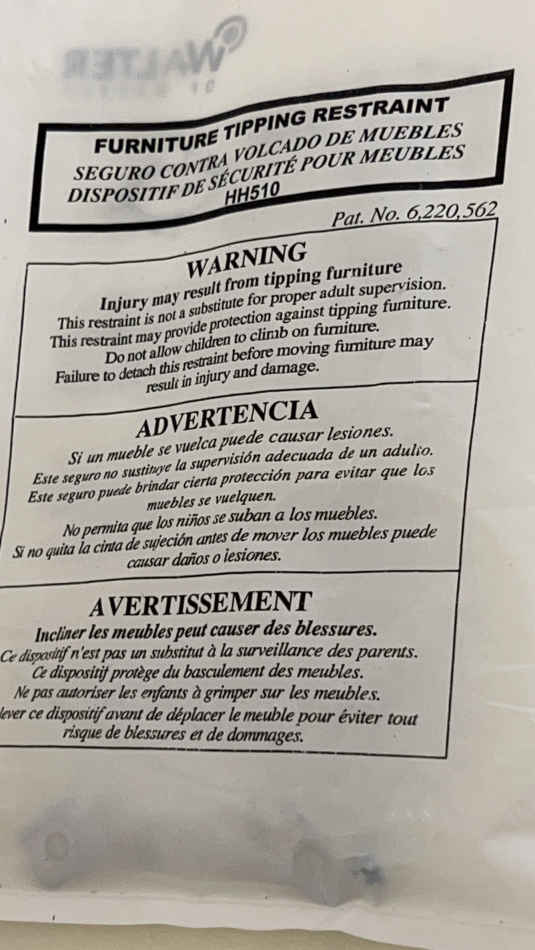 WALTER
FURNITURE TIPPING RESTRAINT
SEGURO CONTRA VOLCADO DE MUEBLES
DISPOSITIF DE SÉCURITÉ POUR MEUBLES
HH510
Pat. No. 6,220,562
WARNING
Injury may result from tipping furniture
This restraint is not a substitute for proper adult supervision.
This restraint may provide protection against tipping furniture.
Do not allow children to climb on furniture.
Failure to detach this restraint before moving furniture may
result in injury and damage.
ADVERTENCIA
Si un mueble se vuelca puede causar lesiones.
Este seguro no sustituye la supervisión adecuada de un adulto.
Este seguro puede brindar cierta protección para evitar que los
muebles se vuelquen.
No permita que los niños se suban a los muebles.
Si no quita la cinta de sujeción antes de mover los muebles puede
causar daños o lesiones.
AVERTISSEMENT
Incliner les meubles peut causer des blessures.
Ce dispositif n'est pas un substitut à la surveillance des parents.
Ce dispositif protège du basculement des meubles.
Ne pas autoriser les enfants à grimper sur les meubles.
lever ce dispositif avant de déplacer le meuble pour éviter tout
risque de blessures et de dommages.